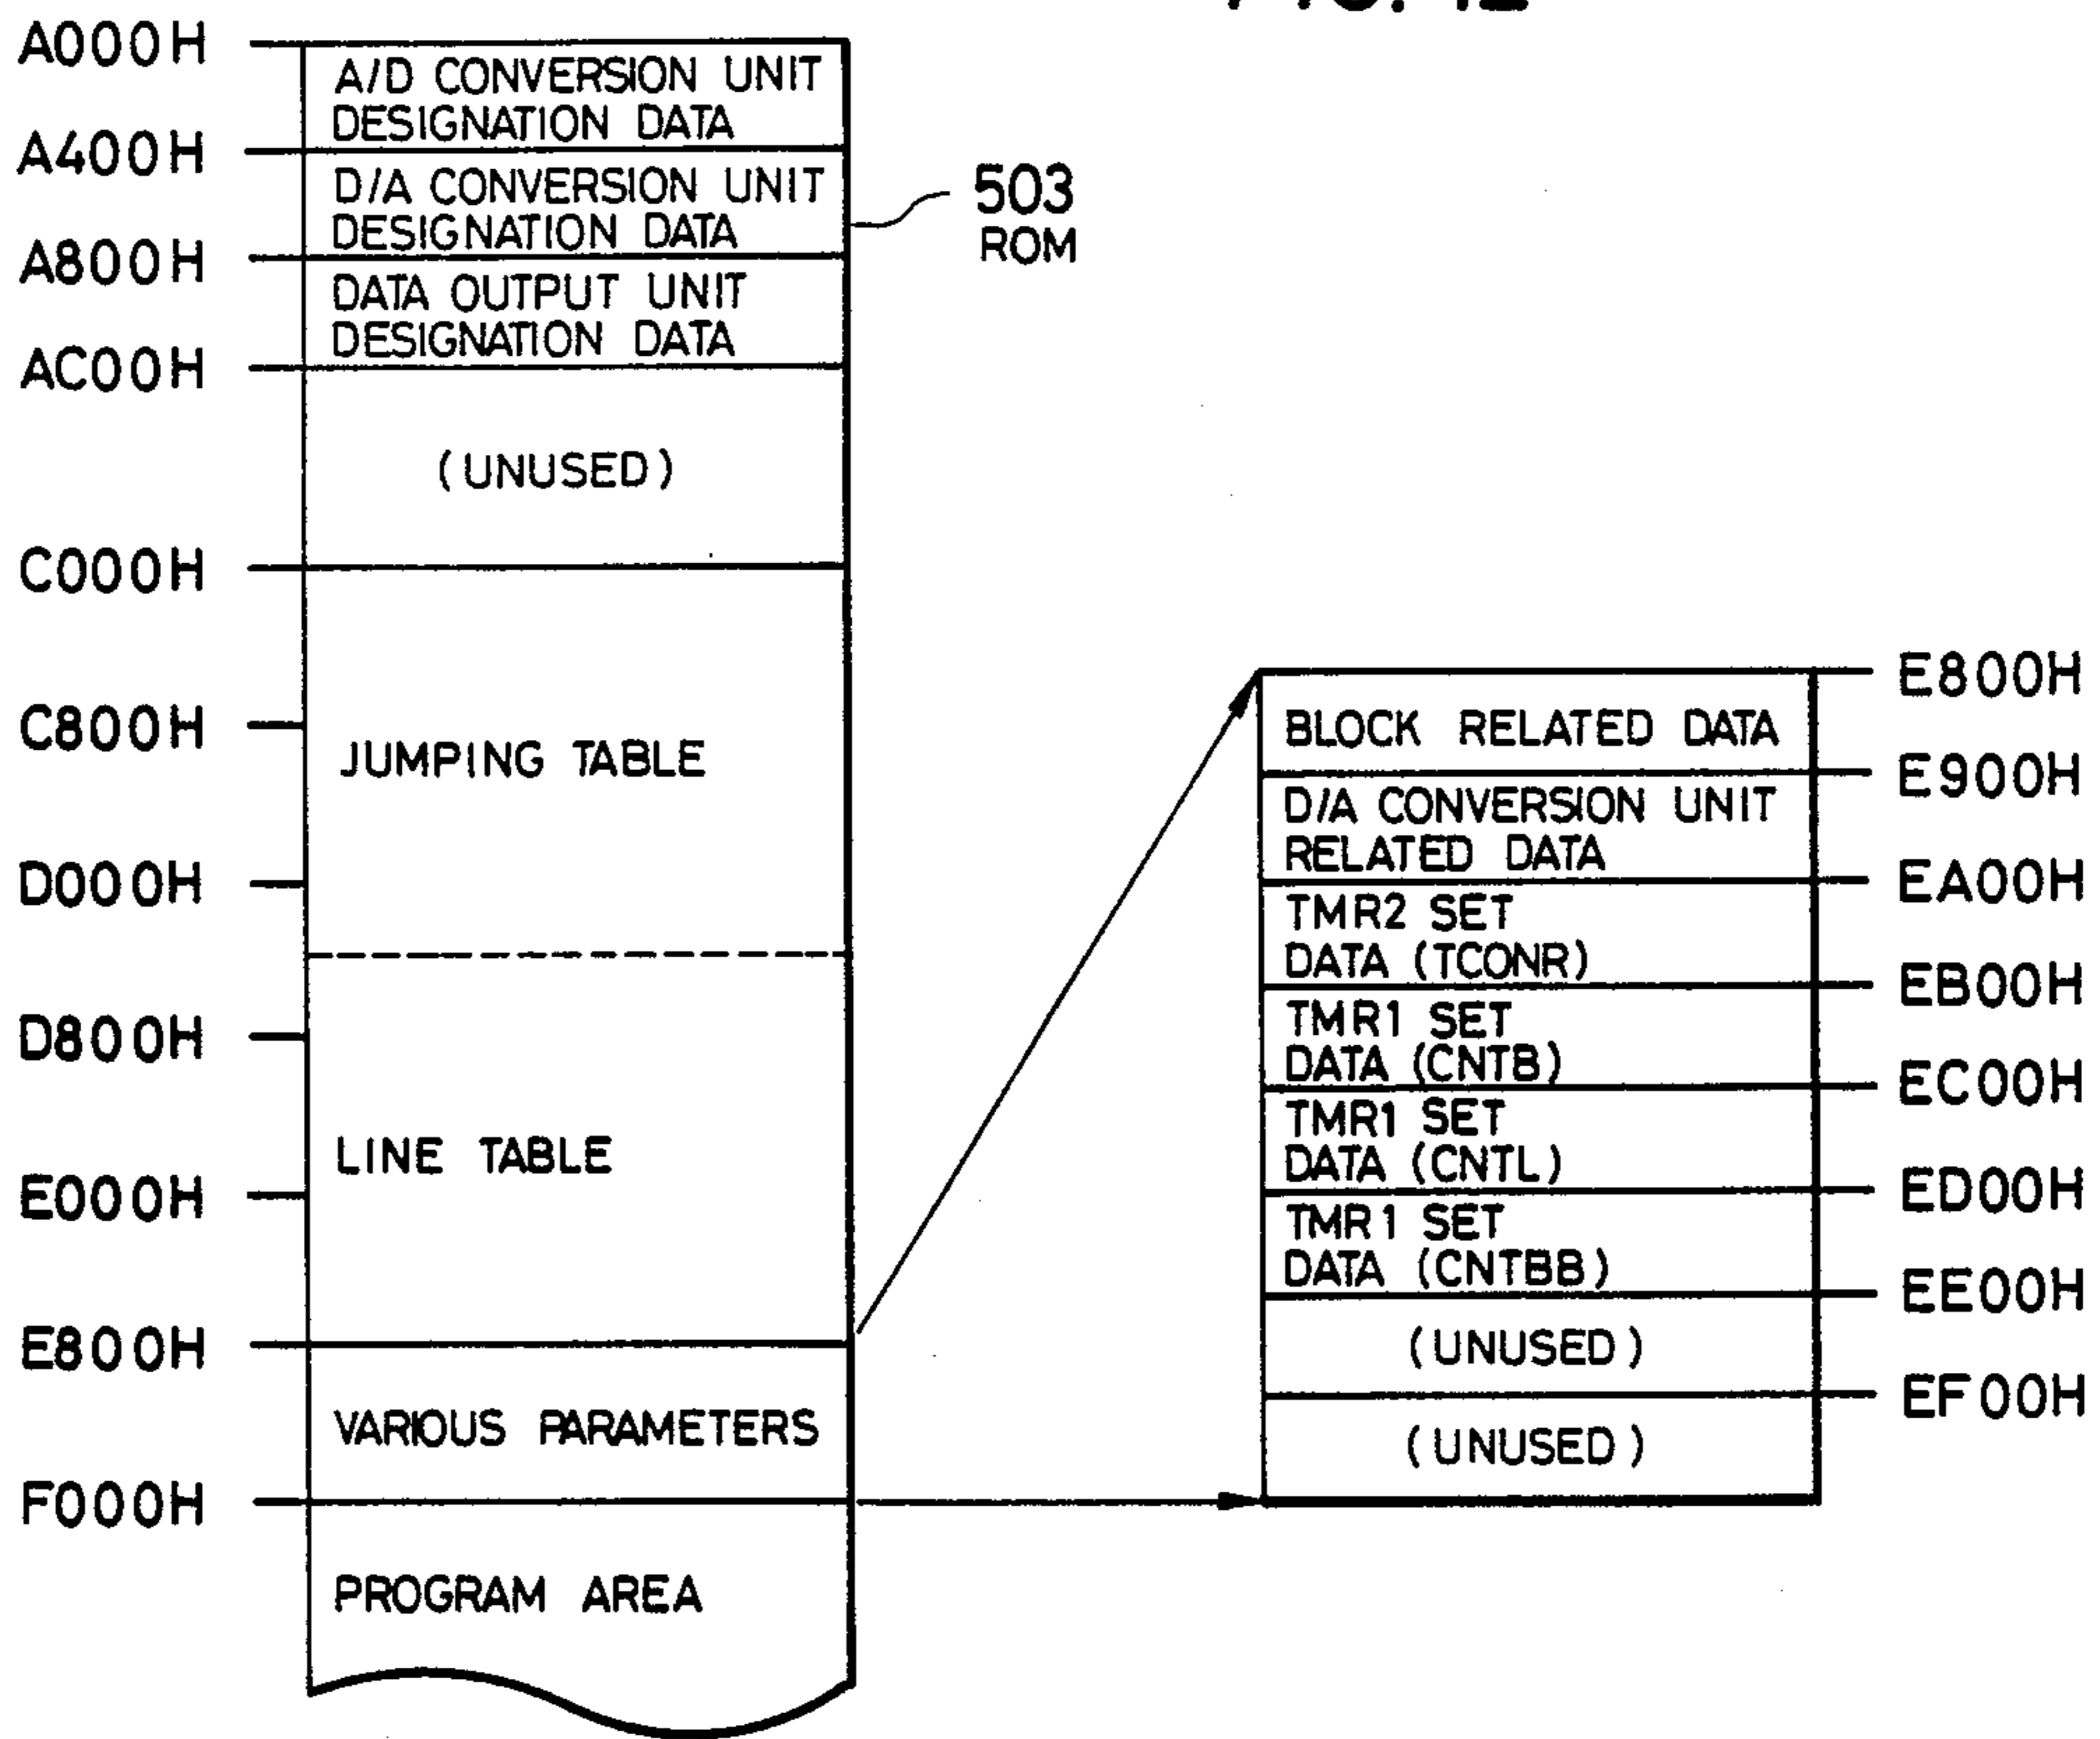 A000H
A/D CONVERSION UNIT
DESIGNATION DATA
A400H
D/A CONVERSION UNIT
DESIGNATION DATA
503
ROM
A800H
DATA OUTPUT UNIT
DESIGNATION DATA
AC00H
(UNUSED)
C000H
C800H
JUMPING TABLE
D000H
D800H
LINE TABLE
E000H
E800H
VARIOUS PARAMETERS
F000H
PROGRAM AREA
E800H
BLOCK RELATED DATA
E900H
D/A CONVERSION UNIT
RELATED DATA
EA00H
TMR2 SET
DATA (TCONR)
EB00H
TMR1 SET
DATA (CNTB)
EC00H
TMR1 SET
DATA (CNTL)
ED00H
TMR1 SET
DATA (CNTBB)
EE00H
(UNUSED)
EF00H
(UNUSED)